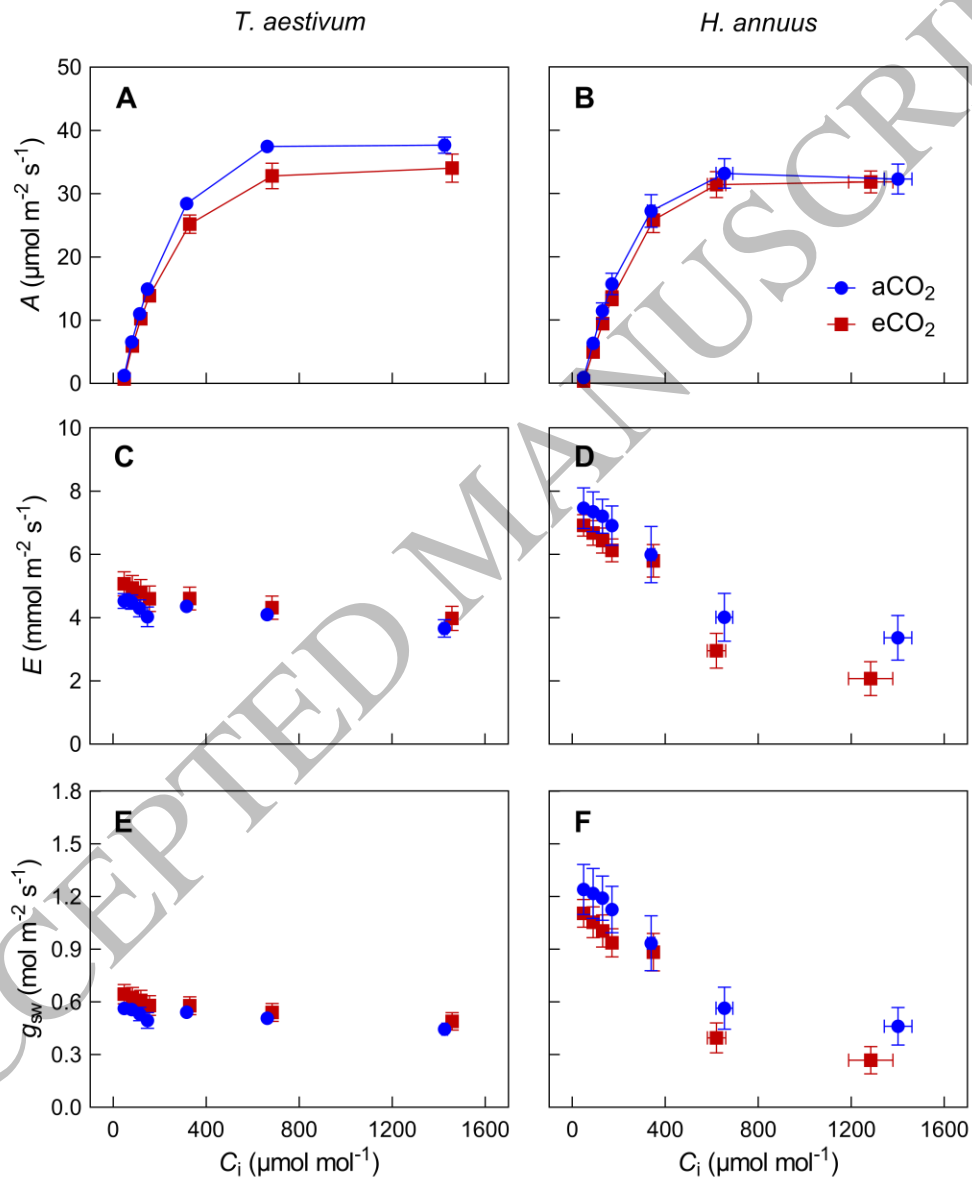 T. aestivum
H. annuus
50
40
30
20
10
0
A (µmol m⁻² s⁻¹)
A
B
aCO₂
eCO₂
10
8
6
4
2
0
E (mmol m⁻² s⁻¹)
C
D
1.8
1.5
1.2
0.9
0.6
0.3
0.0
gsw (mol m⁻² s⁻¹)
E
F
0 400 800 1200 1600
0 400 800 1200 1600
Ci (µmol mol⁻¹)
Ci (µmol mol⁻¹)
CEPTED MANUSCRI